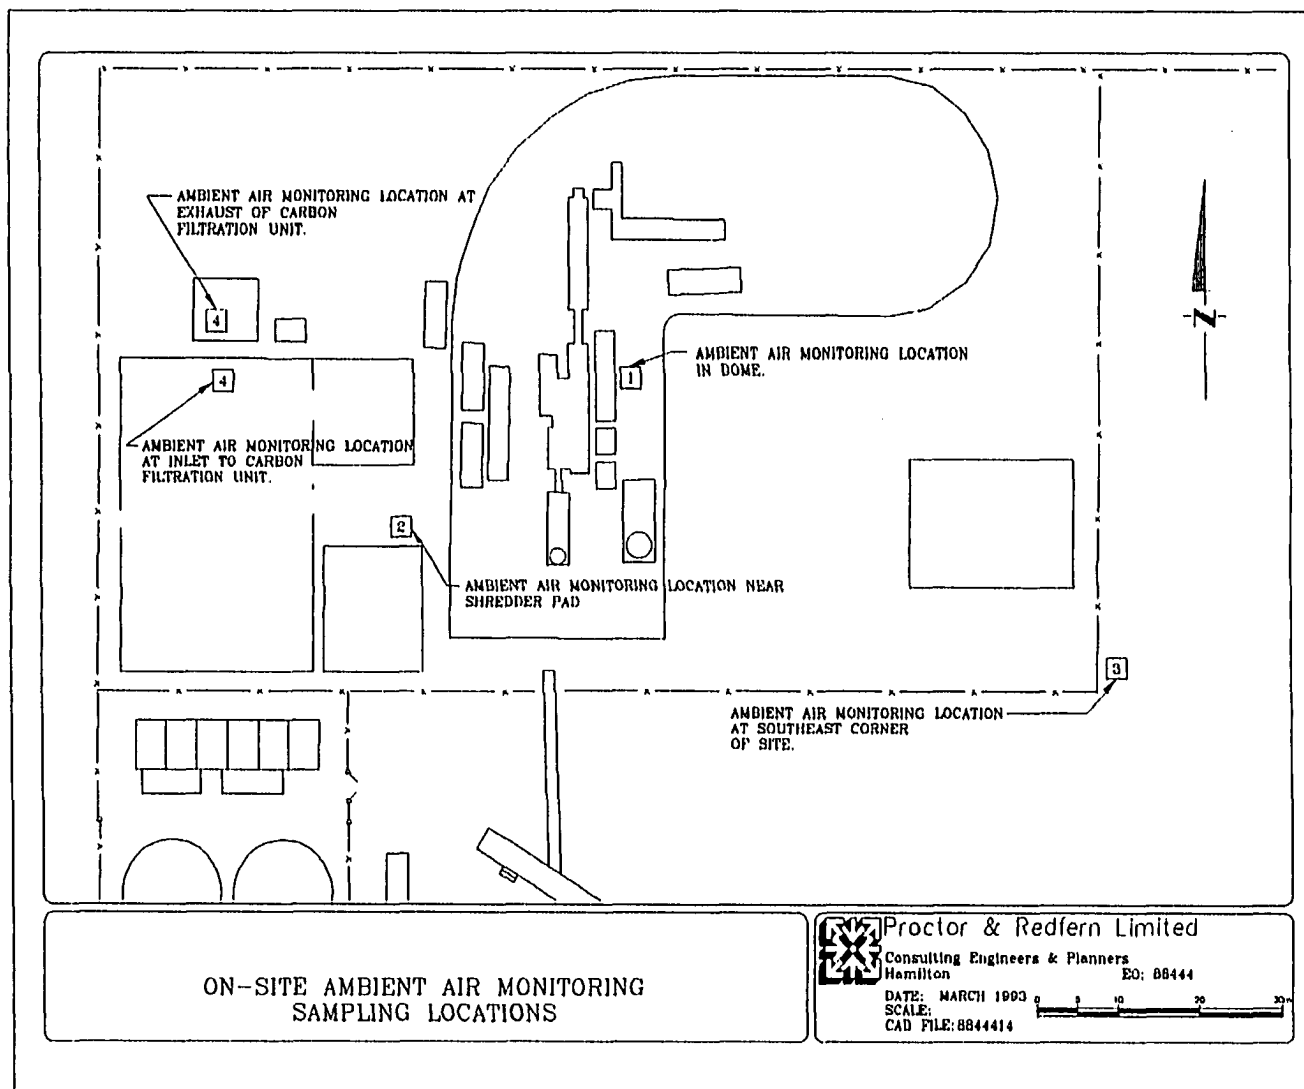 AMBIENT AIR MONITORING LOCATION AT
EXHAUST OF CARBON
FILTRATION UNIT.
4
4
AMBIENT AIR MONITORING LOCATION
AT INLET TO CARBON
FILTRATION UNIT.
1
AMBIENT AIR MONITORING LOCATION
IN DOME.
2
AMBIENT AIR MONITORING LOCATION NEAR
SHREDDER PAD
3
AMBIENT AIR MONITORING LOCATION
AT SOUTHEAST CORNER
OF SITE.
N
ON-SITE AMBIENT AIR MONITORING
SAMPLING LOCATIONS
Proctor & Redfern Limited
Consulting Engineers & Planners
Hamilton
EO: 88444
DATE: MARCH 1993
SCALE:
0 5 10 20 30m
CAD FILE: 8844414